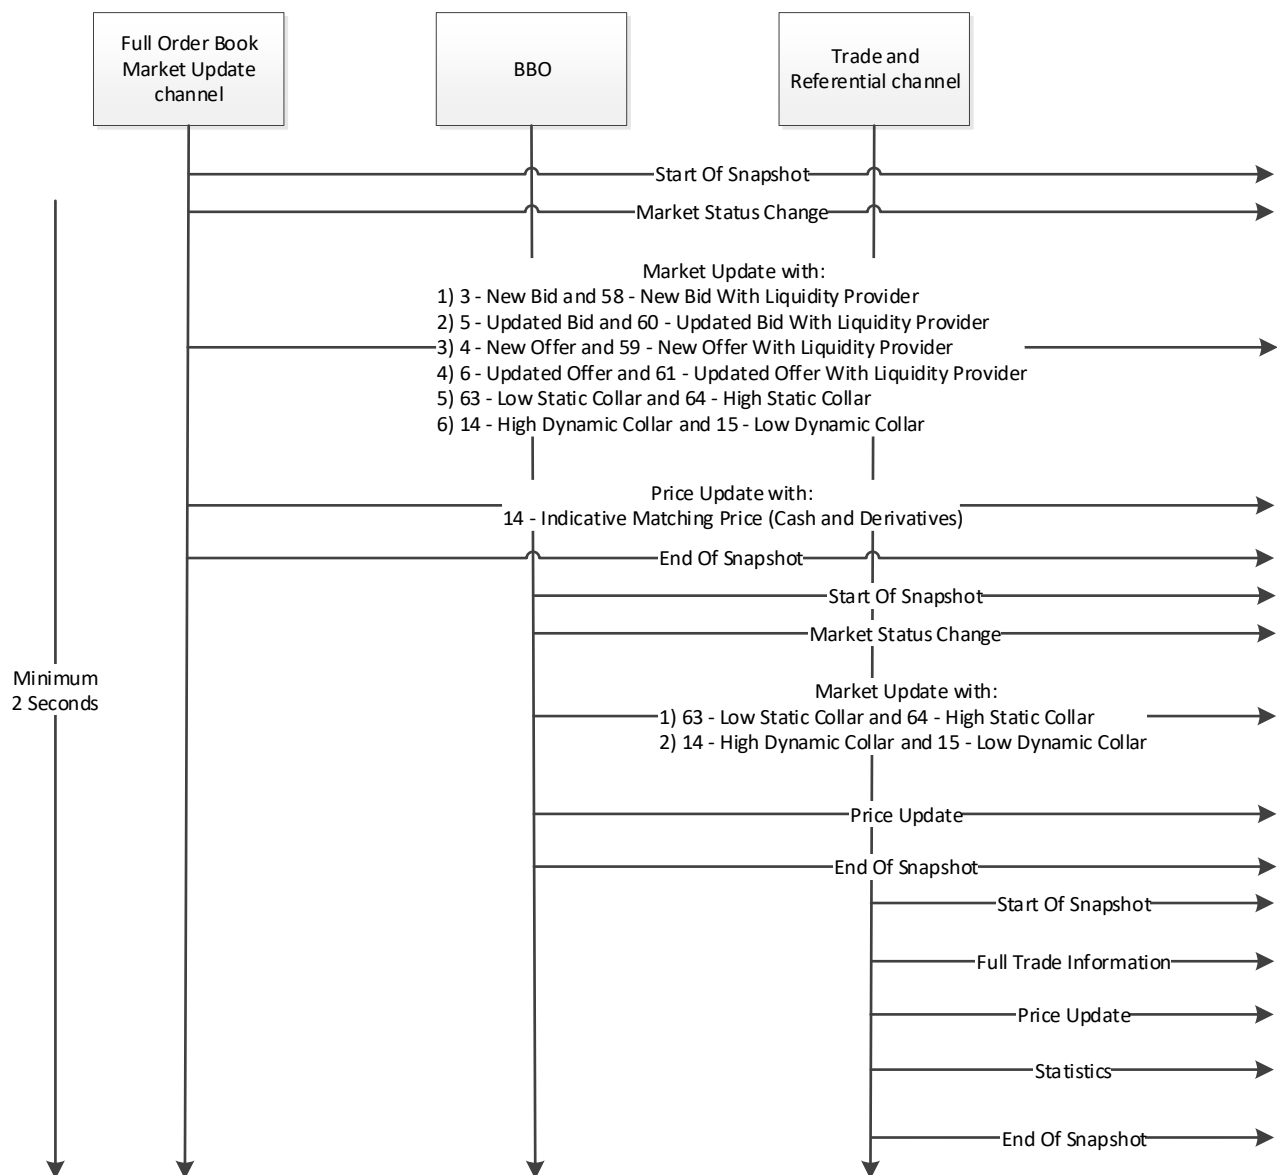 Full Order Book
Market Update
channel
BBO
Trade and
Referential channel
Start Of Snapshot
Market Status Change
Market Update with:
1) 3 - New Bid and 58 - New Bid With Liquidity Provider
2) 5 - Updated Bid and 60 - Updated Bid With Liquidity Provider
3) 4 - New Offer and 59 - New Offer With Liquidity Provider
4) 6 - Updated Offer and 61 - Updated Offer With Liquidity Provider
5) 63 - Low Static Collar and 64 - High Static Collar
6) 14 - High Dynamic Collar and 15 - Low Dynamic Collar
Price Update with:
14 - Indicative Matching Price (Cash and Derivatives)
End Of Snapshot
Start Of Snapshot
Market Status Change
Minimum
2 Seconds
Market Update with:
1) 63 - Low Static Collar and 64 - High Static Collar
2) 14 - High Dynamic Collar and 15 - Low Dynamic Collar
Price Update
End Of Snapshot
Start Of Snapshot
Full Trade Information
Price Update
Statistics
End Of Snapshot